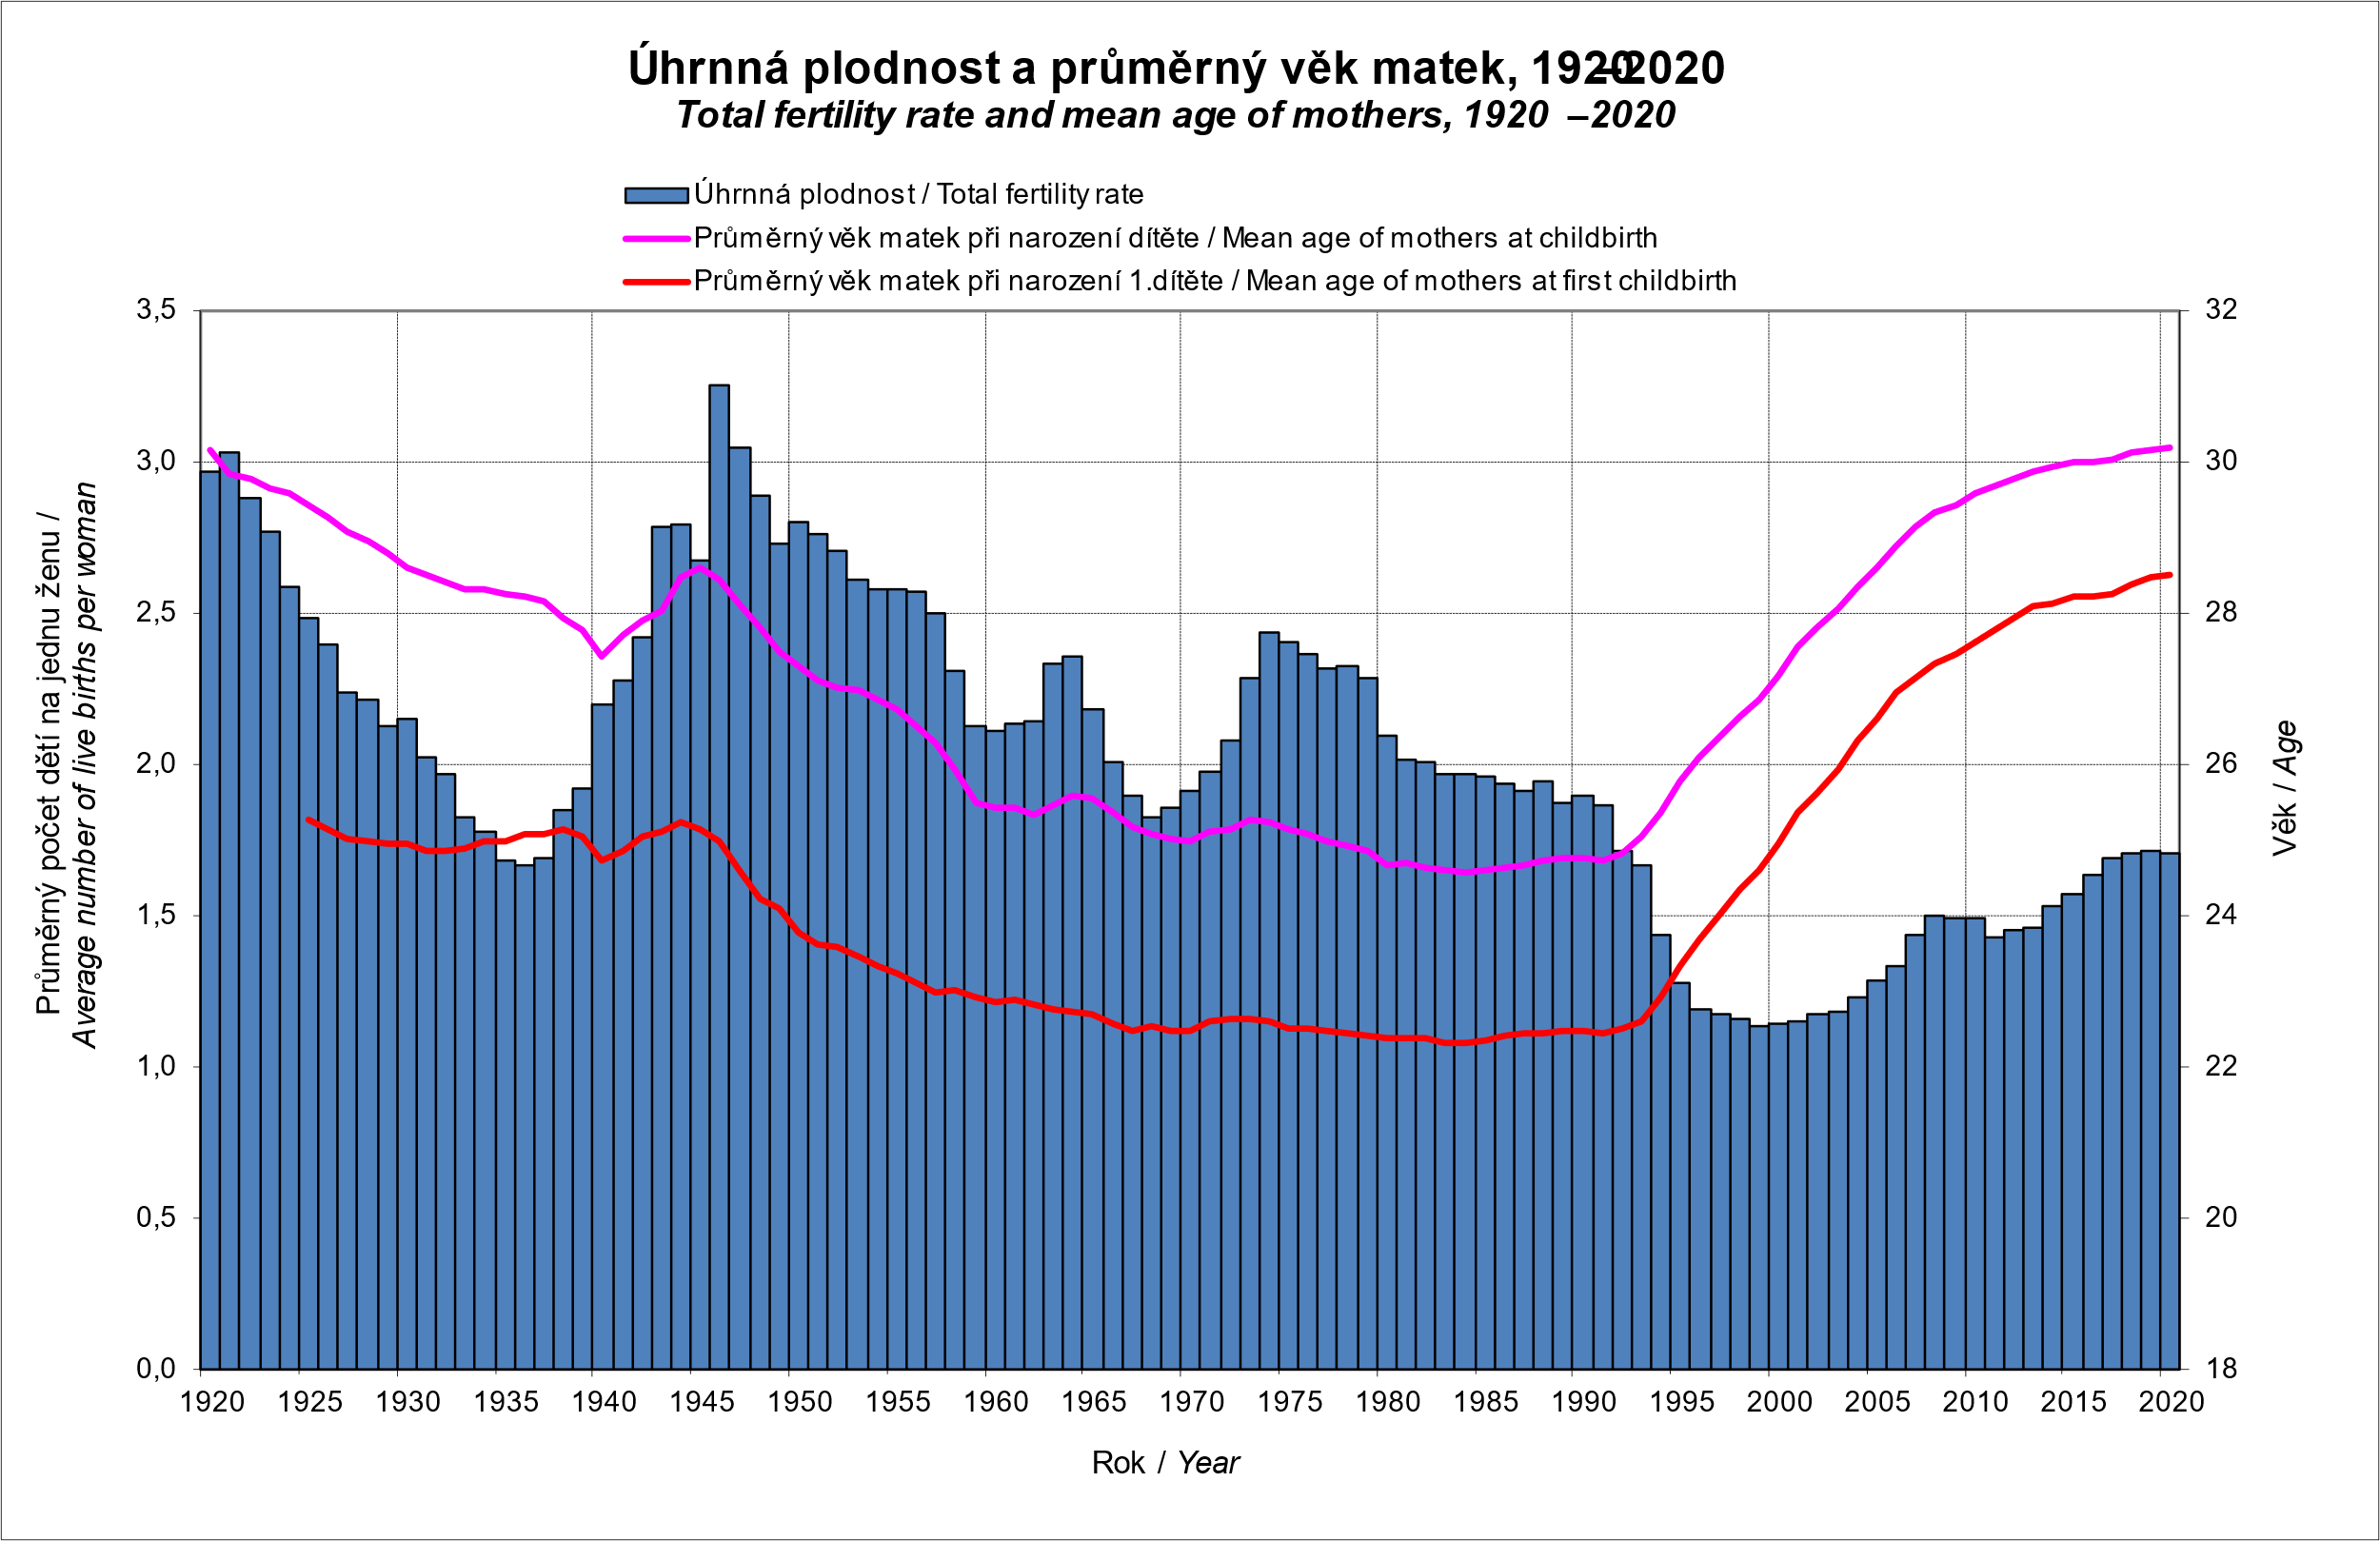 Úhrnná plodnost a průměrný věk matek, 1920–2020
Total fertility rate and mean age of mothers, 1920 –2020
Úhrnná plodnost / Total fertility rate
Průměrný věk matek při narození dítěte / Mean age of mothers at childbirth
Průměrný věk matek při narození 1.dítěte / Mean age of mothers at first childbirth
Průměrný počet dětí na jednu ženu /
Average number of live births per woman
3,5
3,0
2,5
2,0
1,5
1,0
0,5
0,0
32
30
28
26
24
22
20
18
Věk / Age
1920 1925 1930 1935 1940 1945 1950 1955 1960 1965 1970 1975 1980 1985 1990 1995 2000 2005 2010 2015 2020
Rok / Year